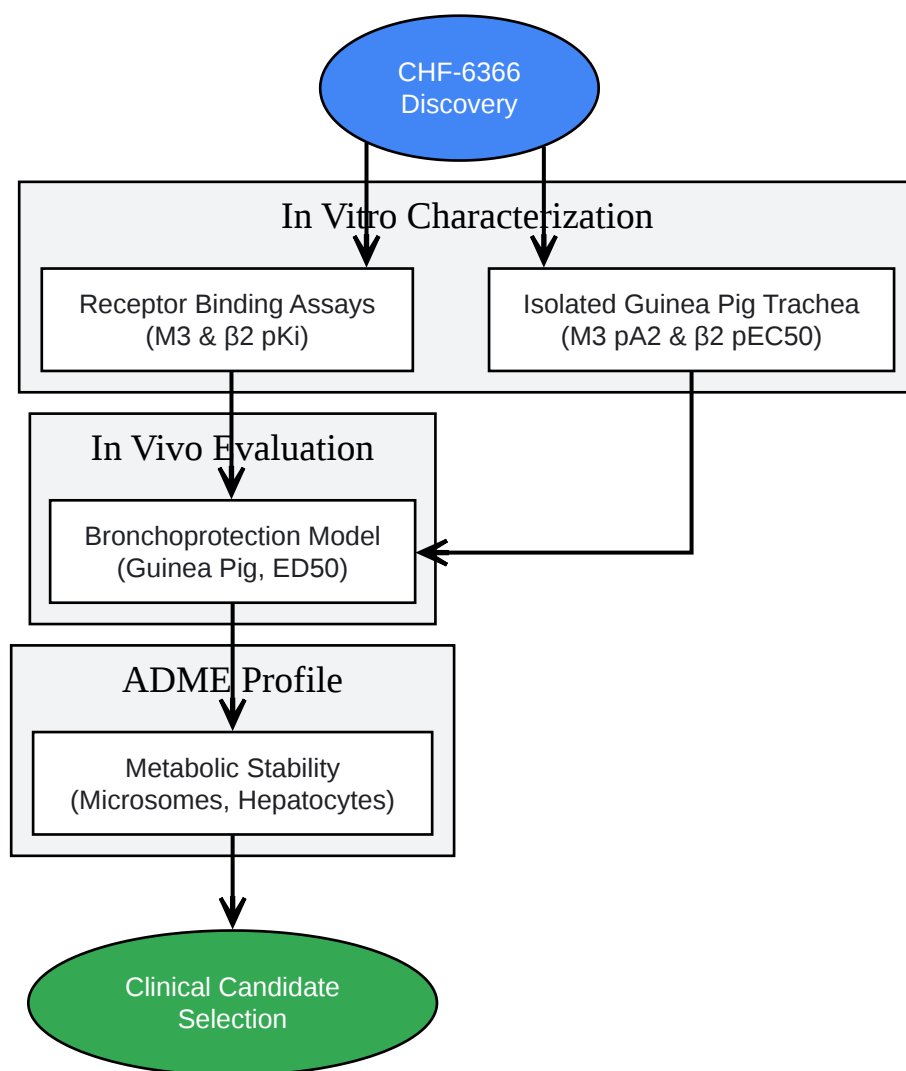 CHF-6366
Discovery
In Vitro Characterization
Receptor Binding Assays
(M3 & β2 pKi)
Isolated Guinea Pig Trachea
(M3 pA2 & β2 pEC50)
In Vivo Evaluation
Bronchoprotection Model
(Guinea Pig, ED50)
ADME Profile
Metabolic Stability
(Microsomes, Hepatocytes)
Clinical Candidate
Selection